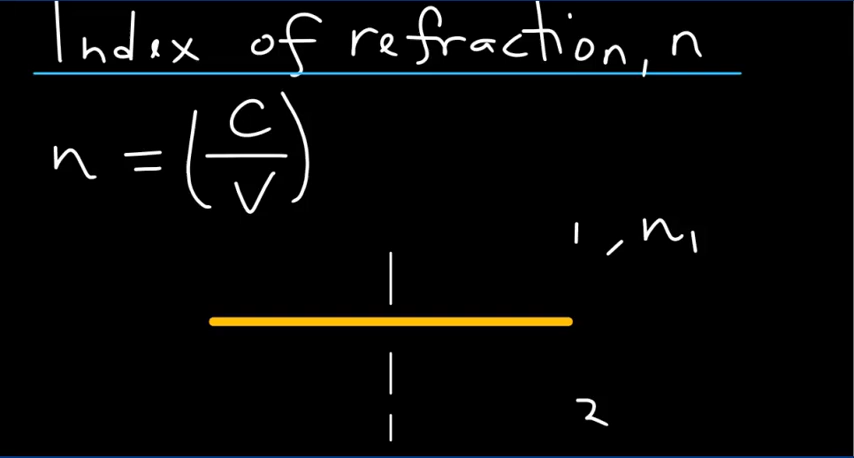 Index of refraction, n
n = (C/V)
1, n₁
2